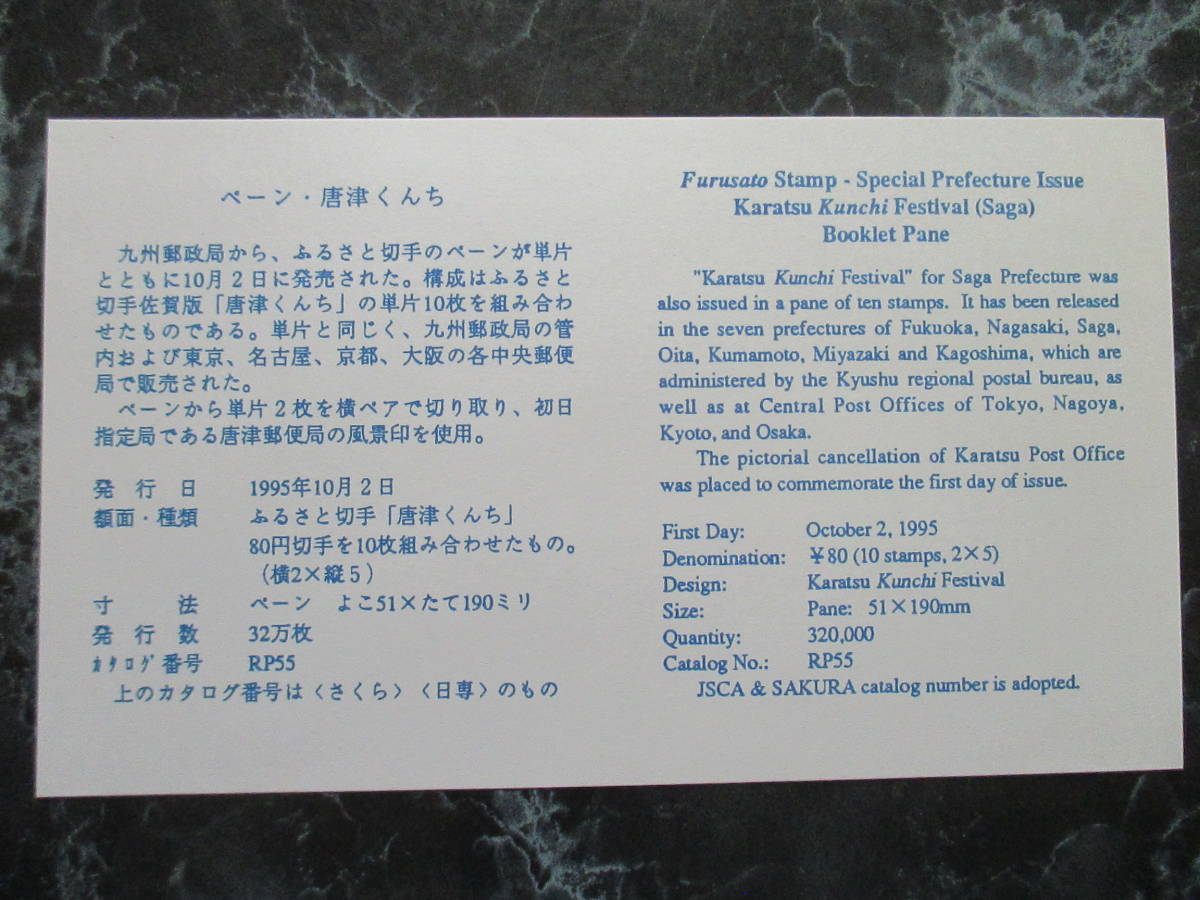 ペーン・唐津くんち
九州郵政局から、ふるさと切手のペーンが単片
とともに10月2日に発売された。構成はふるさと
切手佐賀版「唐津くんち」の単片10枚を組み合わ
せたものである。単片と同じく、九州郵政局の管
内および東京、名古屋、京都、大阪の各中央郵便
局で販売された。
ペーンから単片2枚を横ペアで切り取り、初日
指定局である唐津郵便局の風景印を使用。
発行日 1995年10月2日
額面・種類 ふるさと切手「唐津くんち」
80円切手を10枚組み合わせたもの。
(横2×縦5)
寸法 ペーン よこ51×たて190ミリ
発行数 32万枚
ｶﾀﾛｸﾞ番号 RP55
上のカタログ番号は〈さくら〉〈日専〉のもの
Furusato Stamp - Special Prefecture Issue
Karatsu Kunchi Festival (Saga)
Booklet Pane
"Karatsu Kunchi Festival" for Saga Prefecture was
also issued in a pane of ten stamps. It has been released
in the seven prefectures of Fukuoka, Nagasaki, Saga,
Oita, Kumamoto, Miyazaki and Kagoshima, which are
administered by the Kyushu regional postal bureau, as
well as at Central Post Offices of Tokyo, Nagoya,
Kyoto, and Osaka.
The pictorial cancellation of Karatsu Post Office
was placed to commemorate the first day of issue.
First Day: October 2, 1995
Denomination: ¥80 (10 stamps, 2×5)
Design: Karatsu Kunchi Festival
Size: Pane: 51×190mm
Quantity: 320,000
Catalog No.: RP55
JSCA & SAKURA catalog number is adopted.